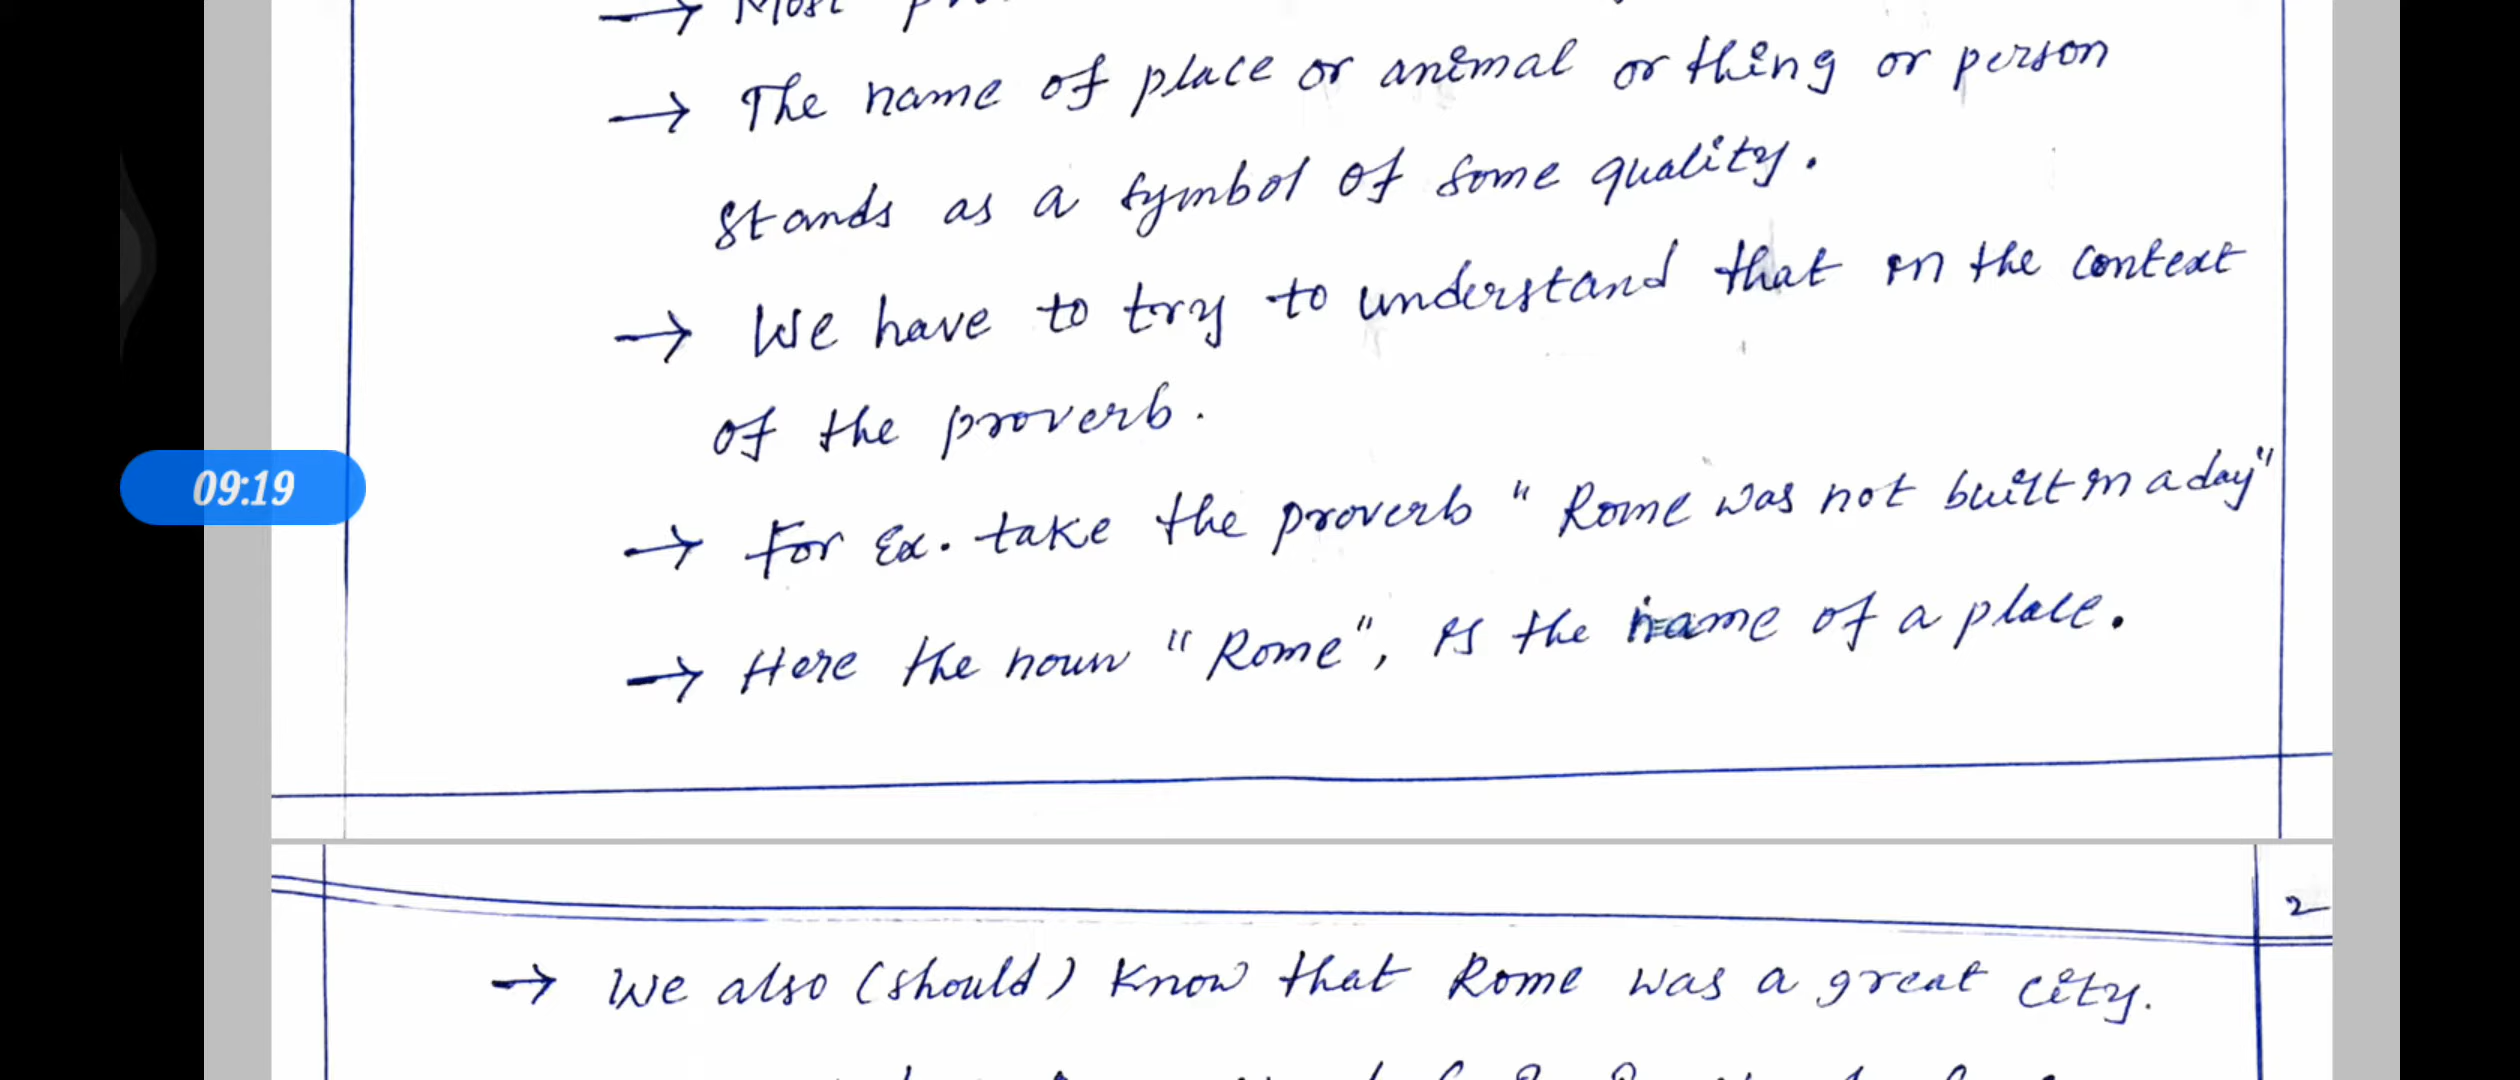 → Most
→ The name of place or animal or thing or person
stands as a symbol of some quality.
→ We have to try to understand that in the context
of the proverb.
09:19
→ For Ex. take the proverb "Rome was not built in a day"
→ Here the noun "Rome", is the name of a place.
2
→ We also (should) know that Rome was a great city.